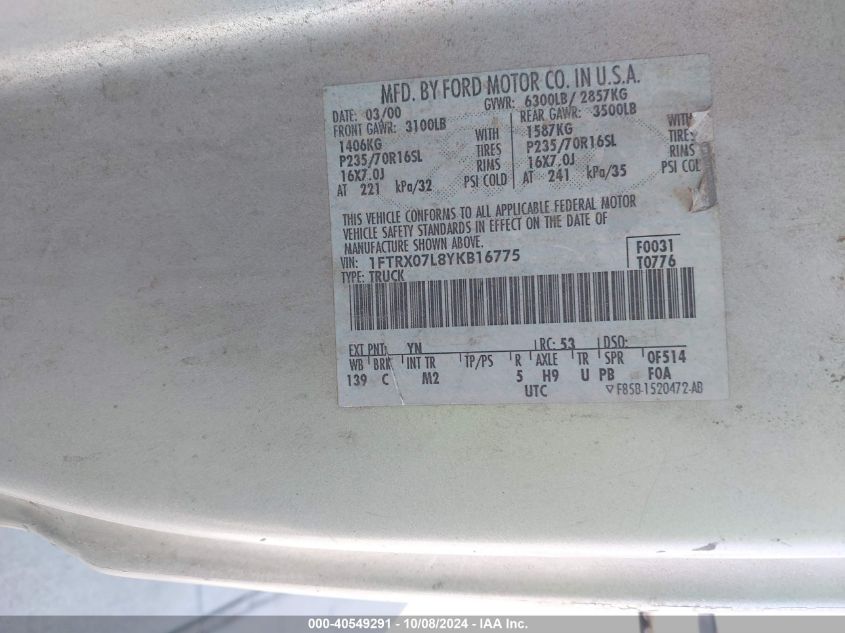 MFD. BY FORD MOTOR CO. IN U.S.A.
DATE: 03/00 GVWR: 6300LB/ 2857KG
FRONT GAWR: 3100LB REAR GAWR: 3500LB
1406KG WITH 1587KG WITH
P235/70R16SL TIRES P235/70R16SL TIRES
16X7.0J RIMS 16X7.0J RIMS
AT 221 kPa/32 PSI COLD AT 241 kPa/35 PSI COL
THIS VEHICLE CONFORMS TO ALL APPLICABLE FEDERAL MOTOR
VEHICLE SAFETY STANDARDS IN EFFECT ON THE DATE OF
MANUFACTURE SHOWN ABOVE.
VIN: 1FTRX07L8YKB16775 F0031
TYPE: TRUCK T0776
EXT PNT: YN RC: 53 DSO:
WB BRK INT TR TP/PS R AXLE TR SPR 0F514
139 C M2 5 H9 U PB F0A
UTC ▽F85B-1520472-AB
000-40549291 - 10/08/2024 - IAA Inc.